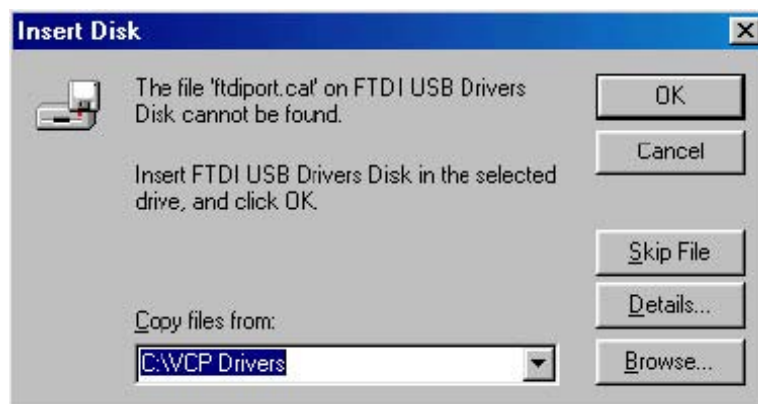 Insert Disk
The file 'ftdiport.cat' on FTDI USB Drivers
Disk cannot be found.
Insert FTDI USB Drivers Disk in the selected
drive, and click OK.
Copy files from:
C:\VCP Drivers
OK
Cancel
Skip File
Details...
Browse...